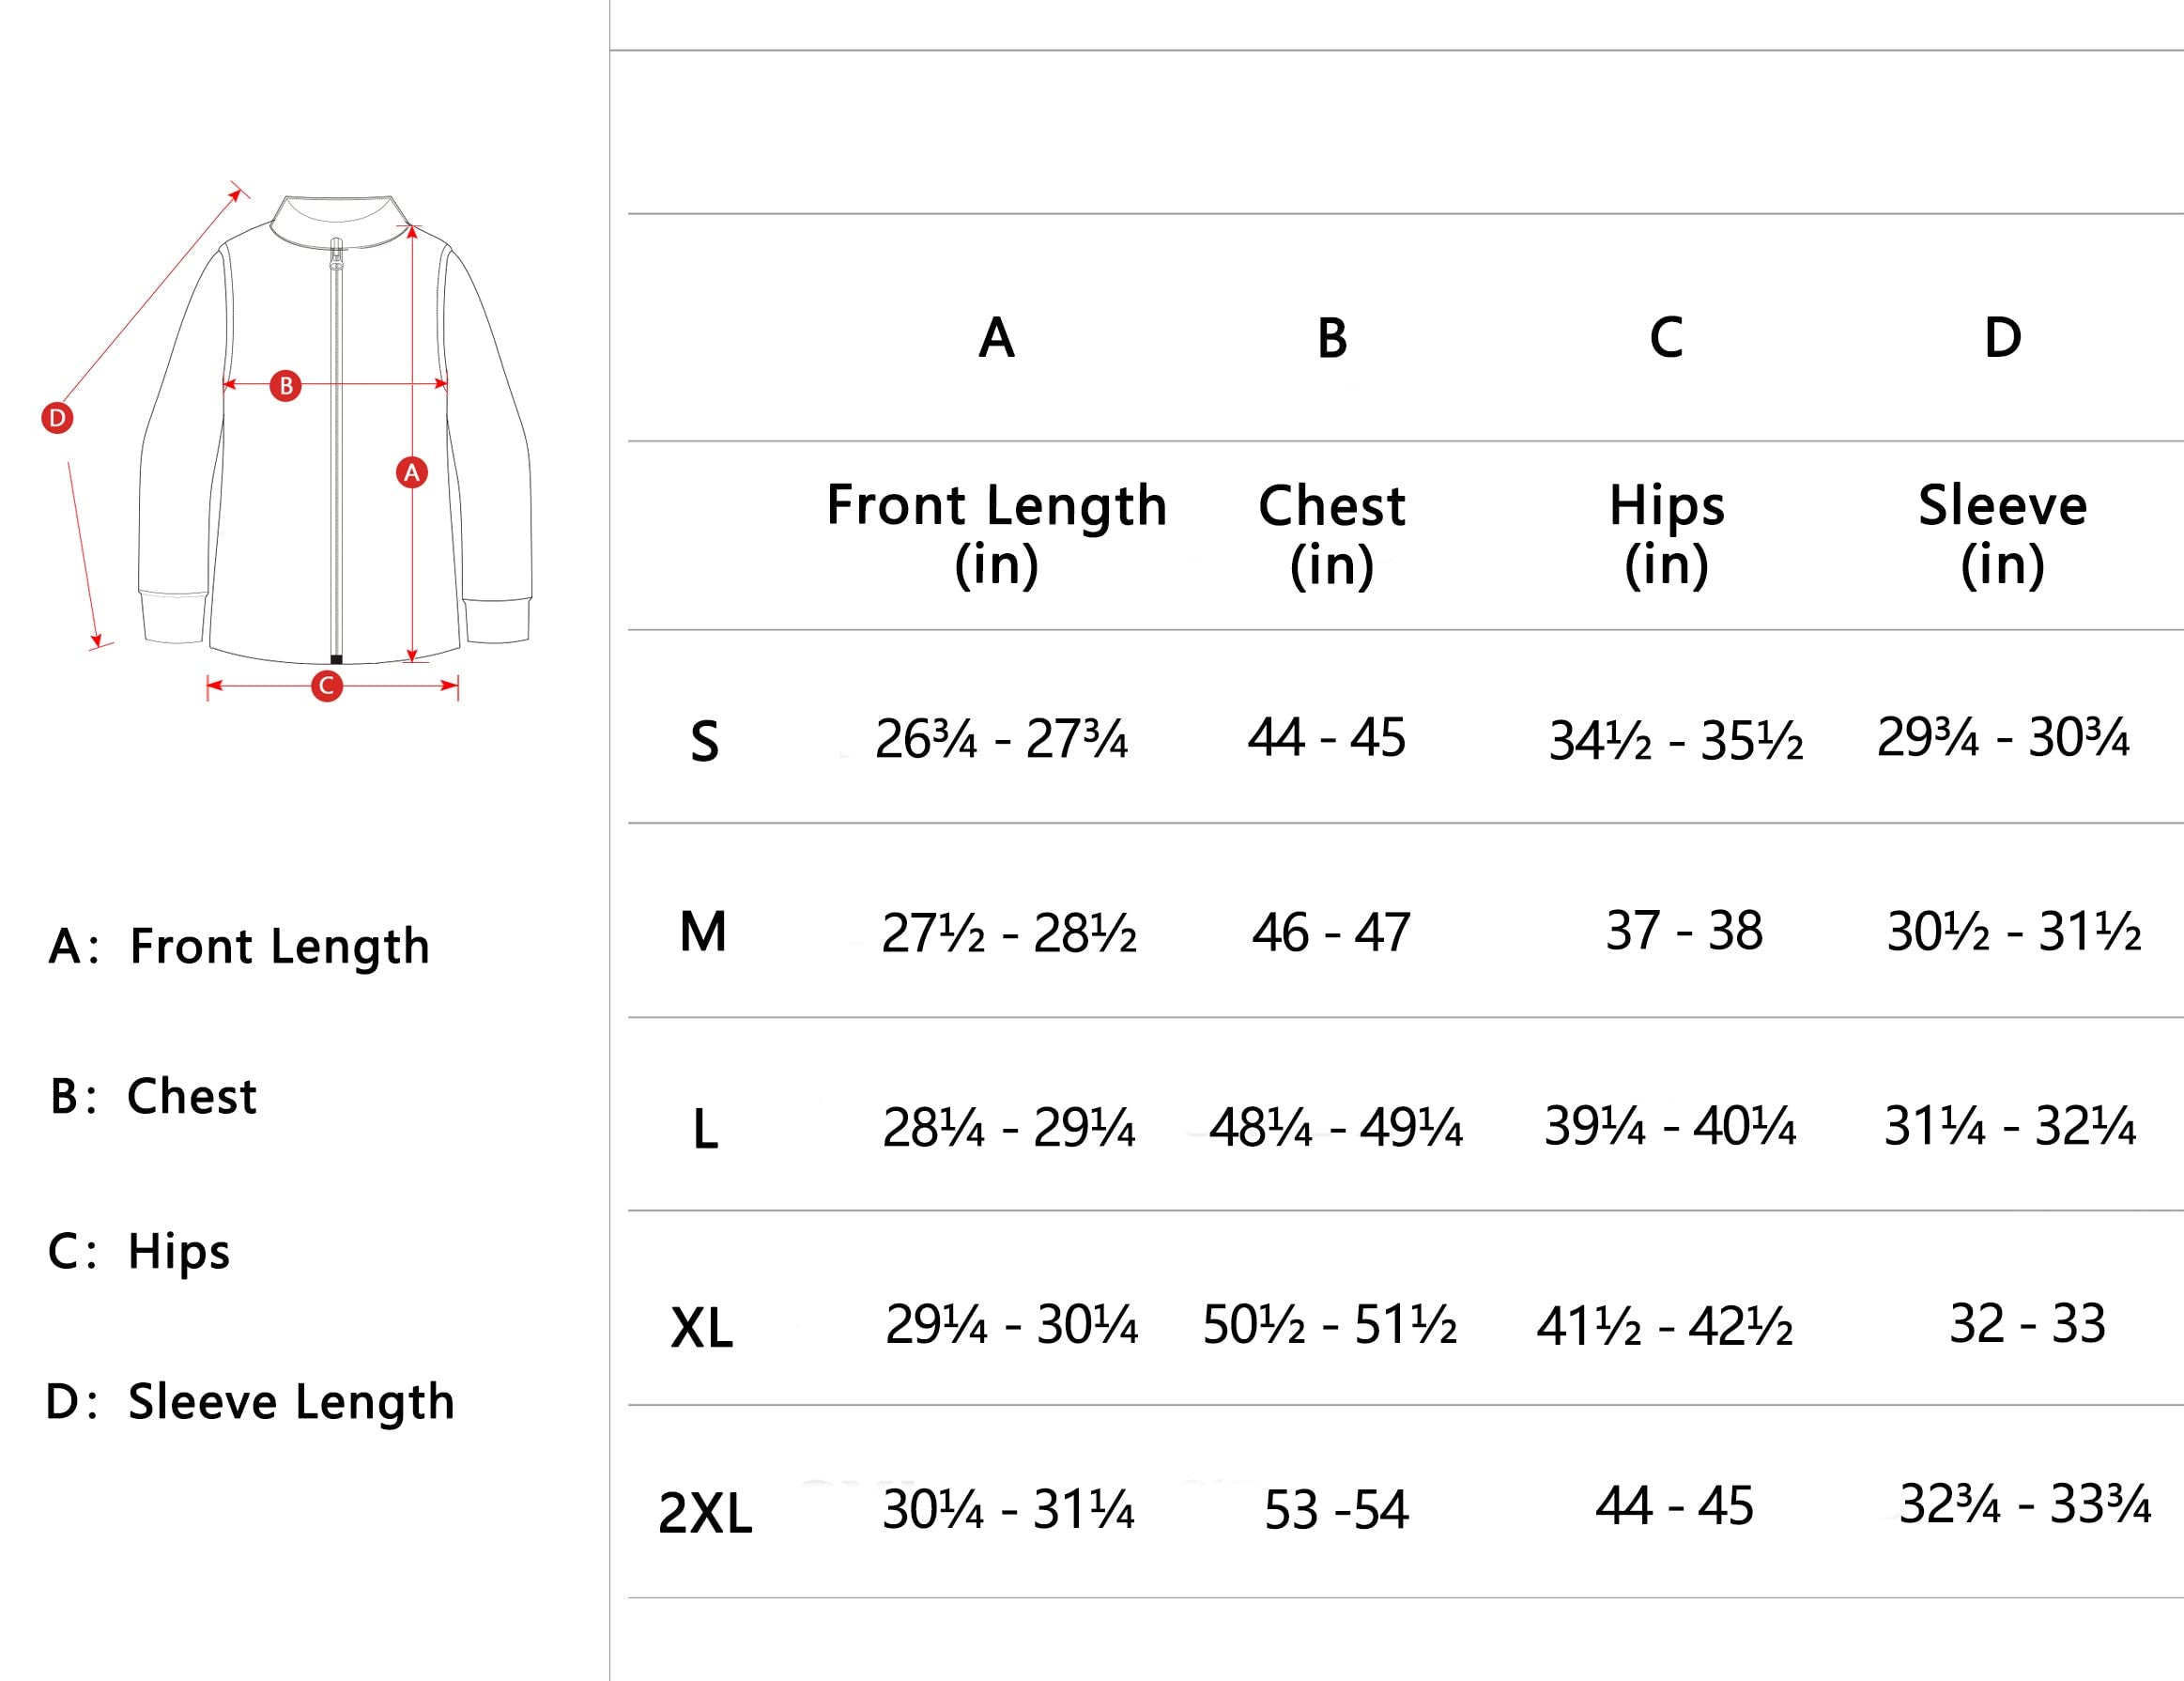 D
B
A
C
A: Front Length
B: Chest
C: Hips
D: Sleeve Length
A B C D
Front Length Chest Hips Sleeve
(in) (in) (in) (in)
S 26¾ - 27¾ 44 - 45 34½ - 35½ 29¾ - 30¾
M 27½ - 28½ 46 - 47 37 - 38 30½ - 31½
L 28¼ - 29¼ 48¼ - 49¼ 39¼ - 40¼ 31¼ - 32¼
XL 29¼ - 30¼ 50½ - 51½ 41½ - 42½ 32 - 33
2XL 30¼ - 31¼ 53 -54 44 - 45 32¾ - 33¾